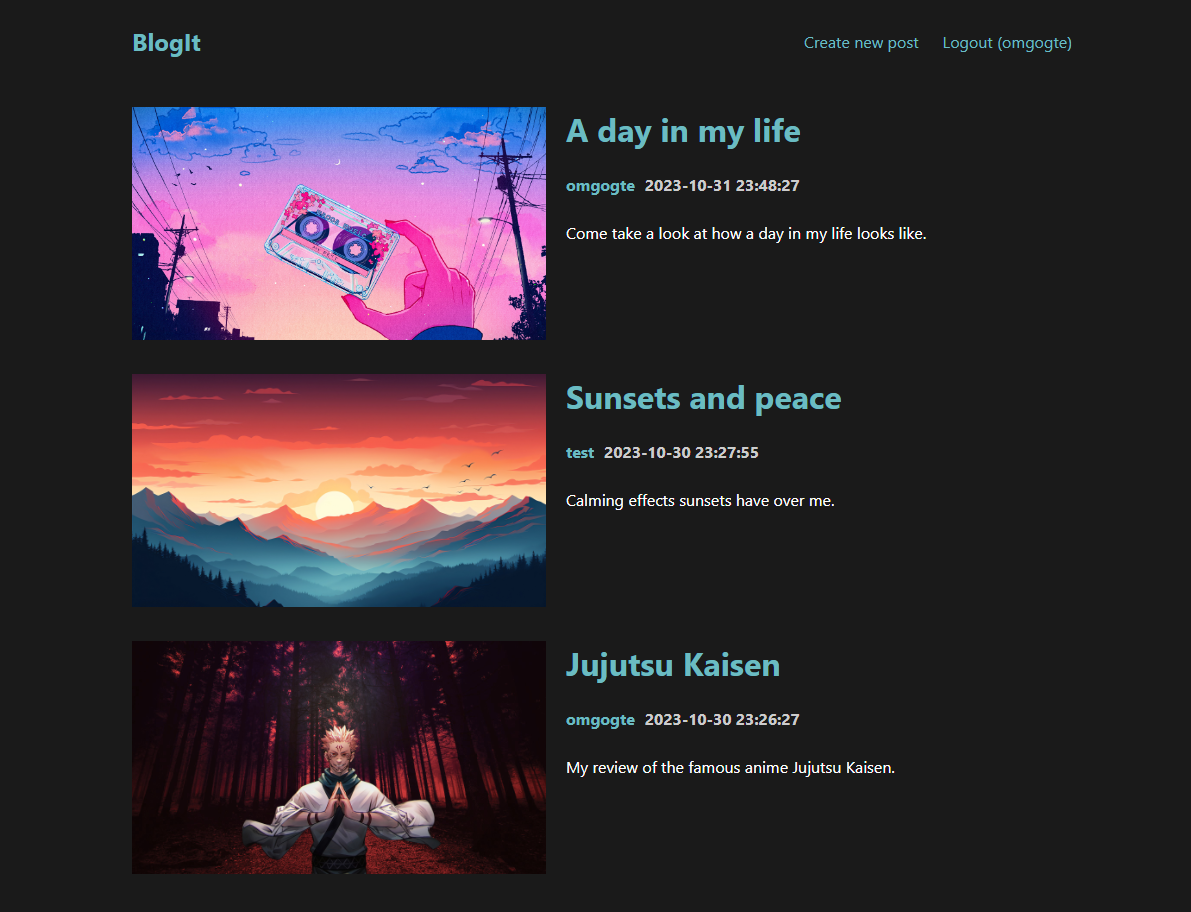 BlogIt
Create new post
Logout (omgogte)
A day in my life
omgogte 2023-10-31 23:48:27
Come take a look at how a day in my life looks like.
Sunsets and peace
test 2023-10-30 23:27:55
Calming effects sunsets have over me.
Jujutsu Kaisen
omgogte 2023-10-30 23:26:27
My review of the famous anime Jujutsu Kaisen.